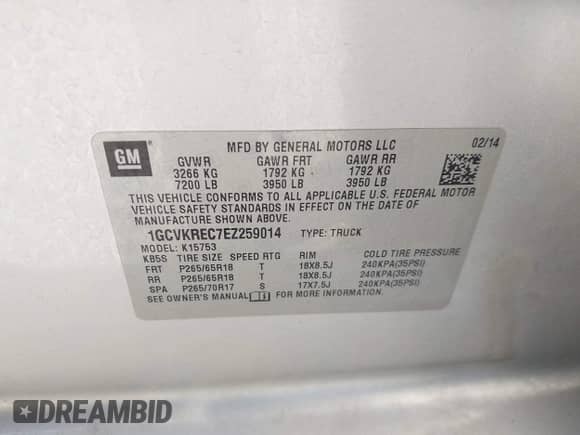 GM
MFD BY GENERAL MOTORS LLC 02/14
GVWR GAWR FRT GAWR RR
3266 KG 1792 KG 1792 KG
7200 LB 3950 LB 3950 LB
THIS VEHICLE CONFORMS TO ALL APPLICABLE U.S. FEDERAL MOTOR
VEHICLE SAFETY STANDARDS IN EFFECT ON THE DATE OF
MANUFACTURE SHOWN ABOVE.
1GCVKREC7EZ259014 TYPE: TRUCK
MODEL: K15753
KB5S TIRE SIZE SPEED RTG RIM COLD TIRE PRESSURE
FRT P265/65R18 T 18X8.5J 240KPA(35PSI)
RR P265/65R18 T 18X8.5J 240KPA(35PSI)
SPA P265/70R17 S 17X7.5J 240KPA(35PSI)
SEE OWNER'S MANUAL FOR MORE INFORMATION.
DREAMBID